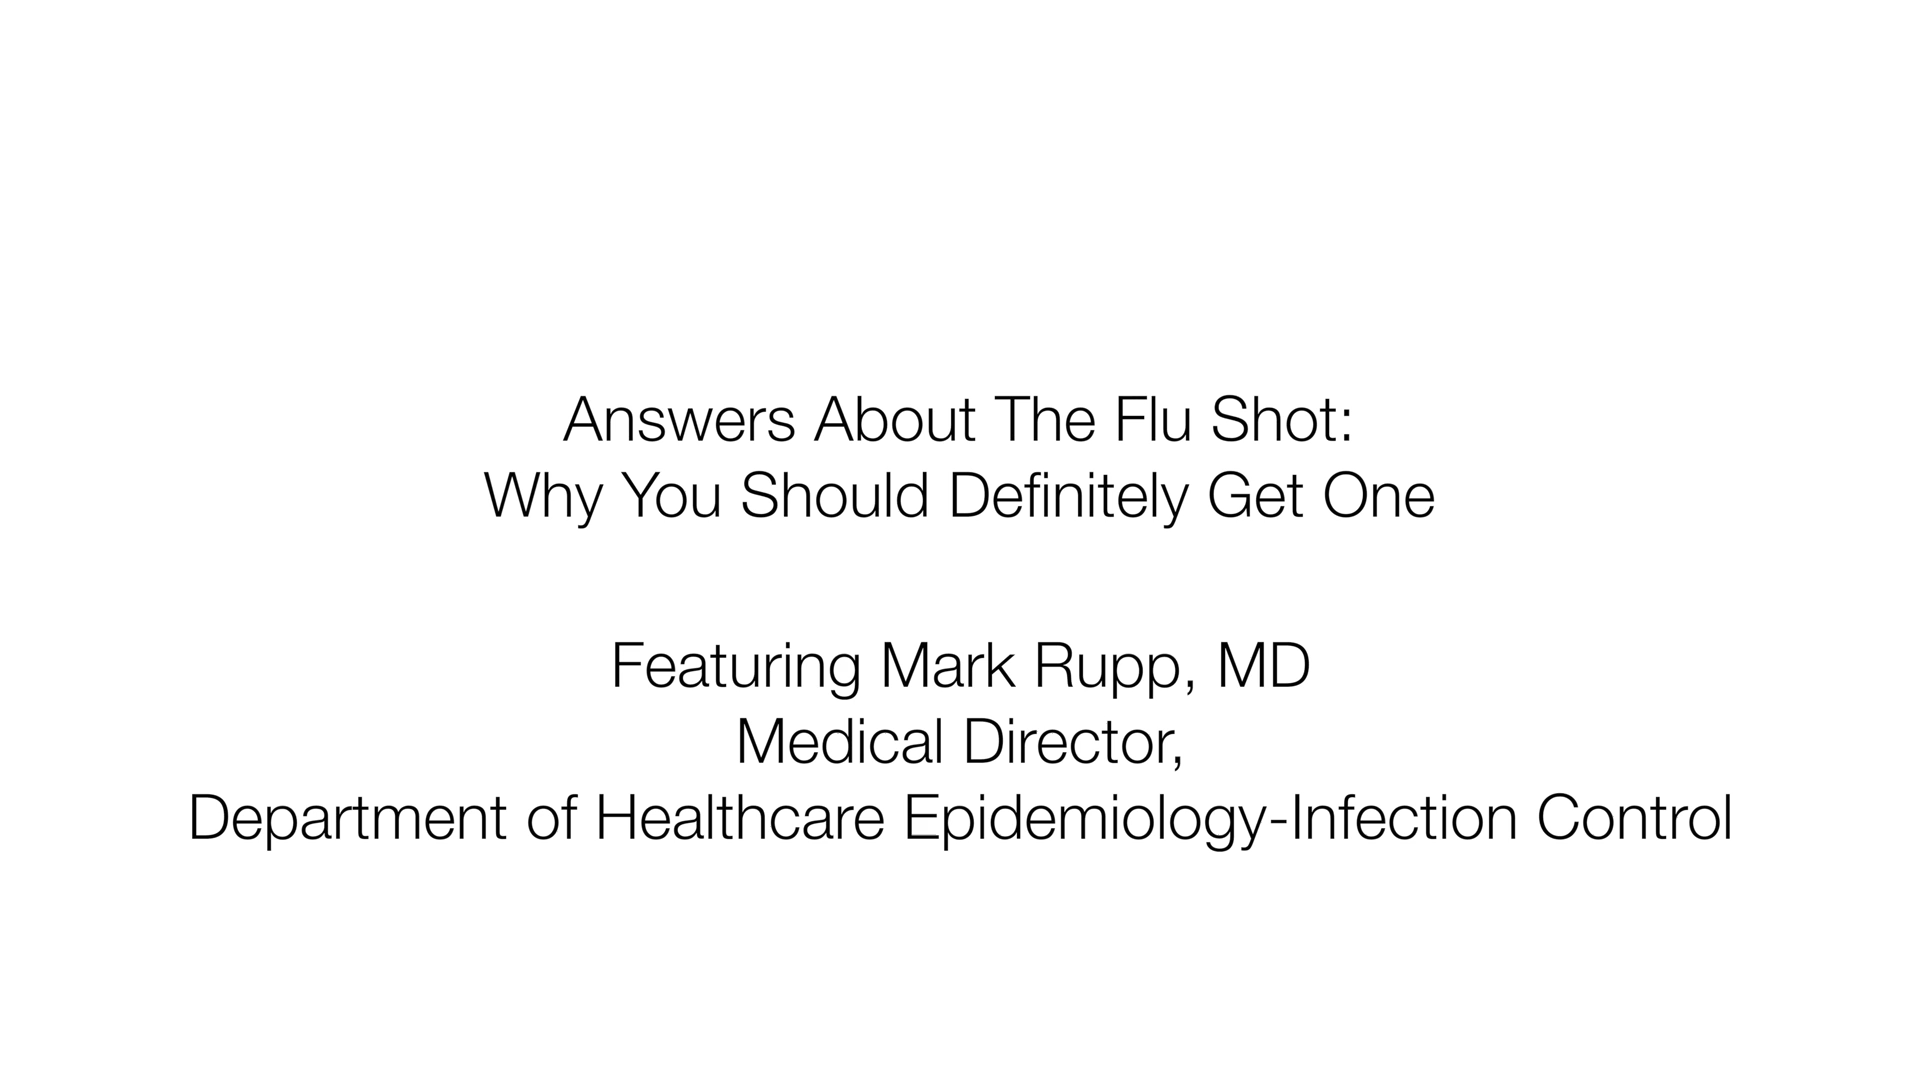 Answers About The Flu Shot:
Why You Should Definitely Get One
Featuring Mark Rupp, MD
Medical Director,
Department of Healthcare Epidemiology-Infection Control